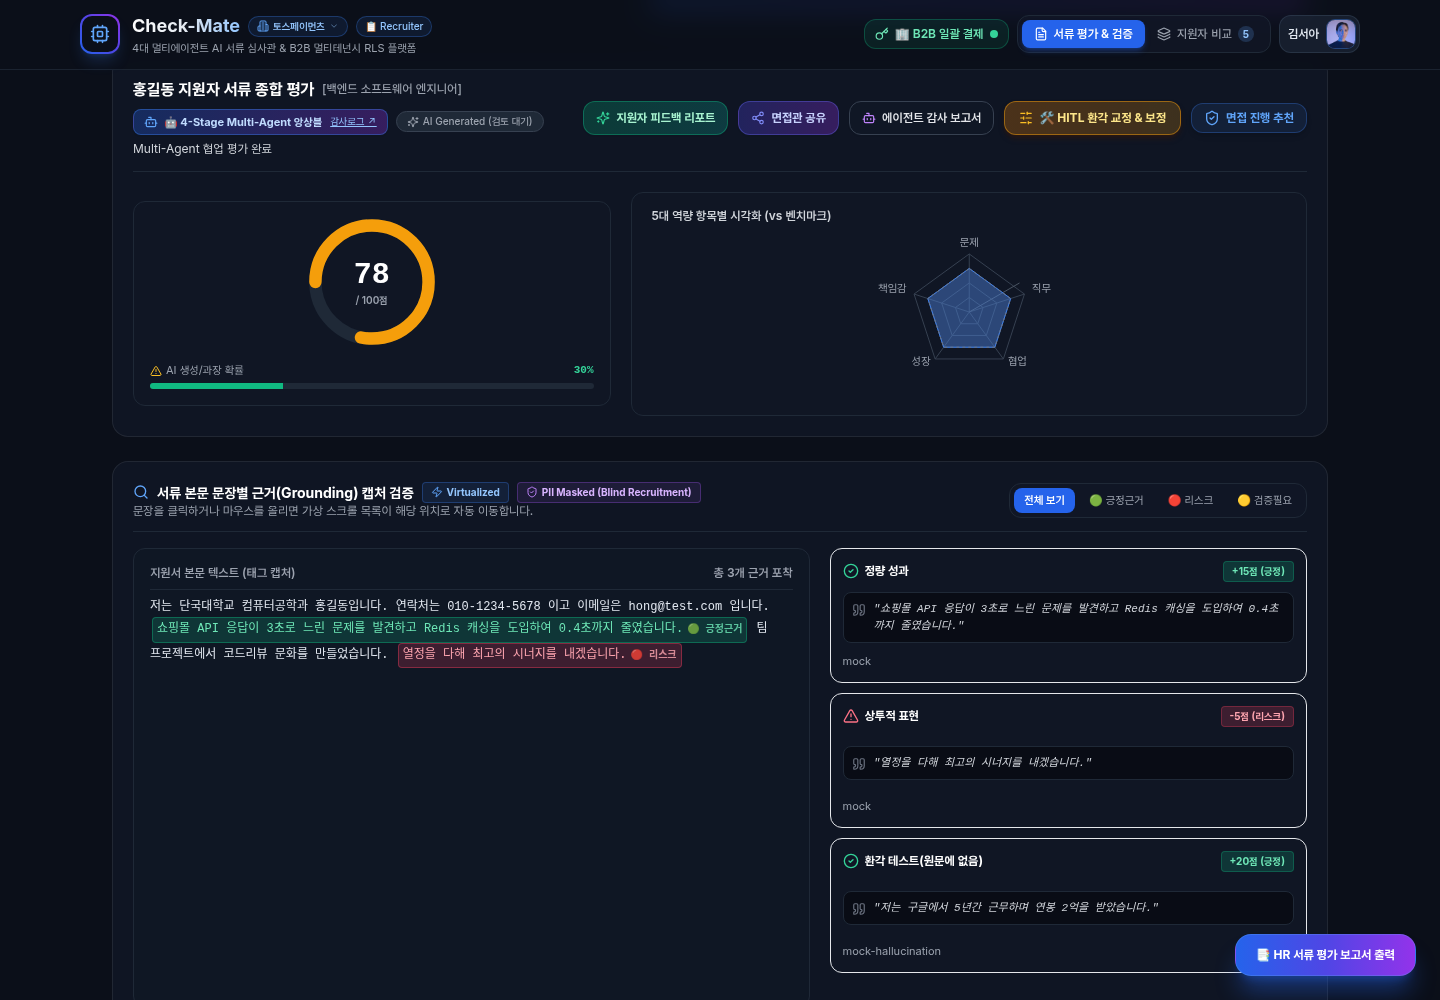 Check-Mate 토스페이먼츠 📋 Recruiter
4대 멀티에이전트 AI 서류 심사관 & B2B 멀티테넌시 RLS 플랫폼
🏢 B2B 일괄 결제
서류 평가 & 검증
지원자 비교 5
김서아
홍길동 지원자 서류 종합 평가 [백엔드 소프트웨어 엔지니어]
🤖 4-Stage Multi-Agent 앙상블 감사로그 ↗
AI Generated (검토 대기)
Multi-Agent 협업 평가 완료
지원자 피드백 리포트
면접관 공유
에이전트 감사 보고서
🛠️ HITL 환각 교정 & 보정
면접 진행 추천
78
/ 100점
AI 생성/과장 확률 30%
5대 역량 항목별 시각화 (vs 벤치마크)
문제
직무
협업
성장
책임감
서류 본문 문장별 근거(Grounding) 캡처 검증 Virtualized PII Masked (Blind Recruitment)
문장을 클릭하거나 마우스를 올리면 가상 스크롤 목록이 해당 위치로 자동 이동합니다.
전체 보기 🟢 긍정근거 🔴 리스크 🟡 검증필요
지원서 본문 텍스트 (태그 캡처) 총 3개 근거 포착
저는 단국대학교 컴퓨터공학과 홍길동입니다. 연락처는 010-1234-5678 이고 이메일은 hong@test.com 입니다.
쇼핑몰 API 응답이 3초로 느린 문제를 발견하고 Redis 캐싱을 도입하여 0.4초까지 줄였습니다. 🟢 긍정근거 팀
프로젝트에서 코드리뷰 문화를 만들었습니다. 열정을 다해 최고의 시너지를 내겠습니다. 🔴 리스크
정량 성과 +15점 (긍정)
"쇼핑몰 API 응답이 3초로 느린 문제를 발견하고 Redis 캐싱을 도입하여 0.4초
까지 줄였습니다."
mock
상투적 표현 -5점 (리스크)
"열정을 다해 최고의 시너지를 내겠습니다."
mock
환각 테스트(원문에 없음) +20점 (긍정)
"저는 구글에서 5년간 근무하며 연봉 2억을 받았습니다."
mock-hallucination
📑 HR 서류 평가 보고서 출력